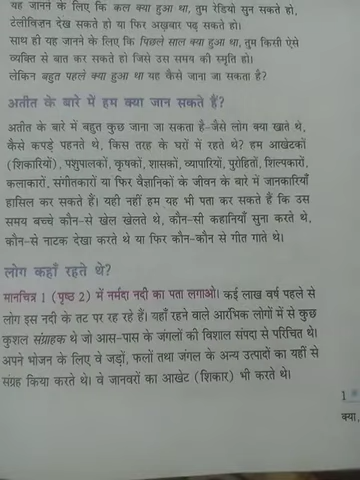 यह जानने के लिए कि कल क्या हुआ था, तुम रेडियो सुन सकते हो,
टेलीविज़न देख सकते हो या फिर अख़बार पढ़ सकते हो।
साथ ही यह जानने के लिए कि पिछले साल क्या हुआ था, तुम किसी ऐसे
व्यक्ति से बात कर सकते हो जिसे उस समय की स्मृति हो।
लेकिन बहुत पहले क्या हुआ था यह कैसे जाना जा सकता है?
अतीत के बारे में हम क्या जान सकते हैं?
अतीत के बारे में बहुत कुछ जाना जा सकता है–जैसे लोग क्या खाते थे,
कैसे कपड़े पहनते थे, किस तरह के घरों में रहते थे? हम आखेटकों
(शिकारियों), पशुपालकों, कृषकों, शासकों, व्यापारियों, पुरोहितों, शिल्पकारों,
कलाकारों, संगीतकारों या फिर वैज्ञानिकों के जीवन के बारे में जानकारियाँ
हासिल कर सकते हैं। यही नहीं हम यह भी पता कर सकते हैं कि उस
समय बच्चे कौन–से खेल खेलते थे, कौन–सी कहानियाँ सुना करते थे,
कौन–से नाटक देखा करते थे या फिर कौन–कौन से गीत गाते थे।
लोग कहाँ रहते थे?
मानचित्र 1 (पृष्ठ 2) में नर्मदा नदी का पता लगाओ। कई लाख वर्ष पहले से
लोग इस नदी के तट पर रह रहे हैं। यहाँ रहने वाले आरंभिक लोगों में से कुछ
कुशल संग्राहक थे जो आस–पास के जंगलों की विशाल संपदा से परिचित थे।
अपने भोजन के लिए वे जड़ों, फलों तथा जंगल के अन्य उत्पादों का यहीं से
संग्रह किया करते थे। वे जानवरों का आखेट (शिकार) भी करते थे।
1
क्या,